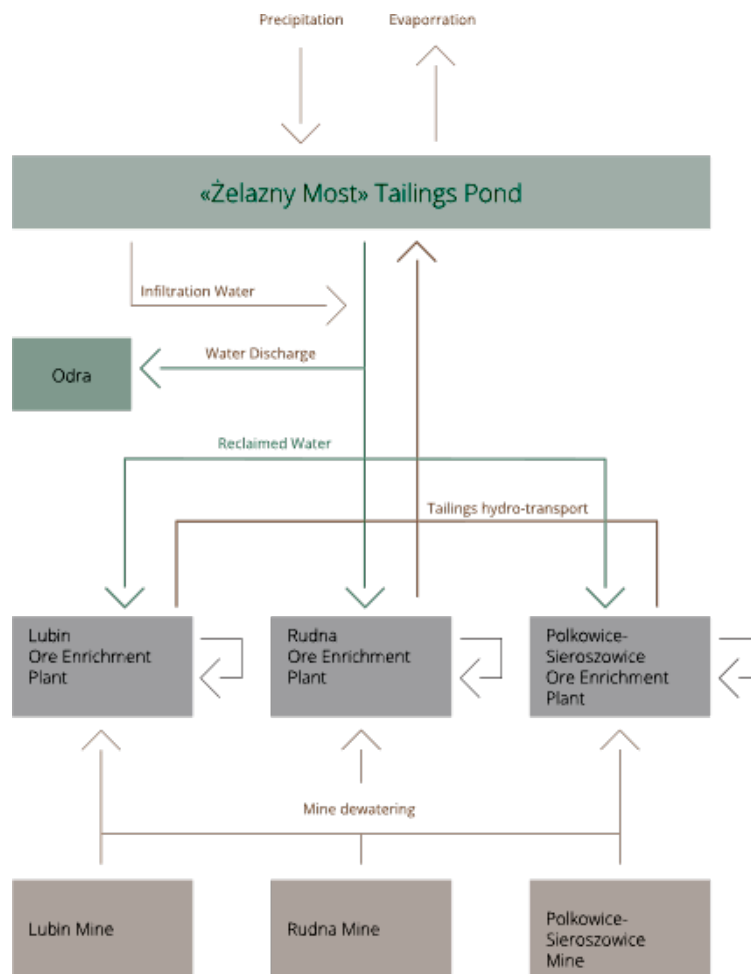 Precipitation
Evaporration
«Żelazny Most» Tailings Pond
Infiltration Water
Water Discharge
Odra
Reclaimed Water
Tailings hydro-transport
Lubin
Ore Enrichment
Plant
Rudna
Ore Enrichment
Plant
Polkowice-
Sieroszowice
Ore Enrichment
Plant
Mine dewatering
Lubin Mine
Rudna Mine
Polkowice-
Sieroszowice
Mine